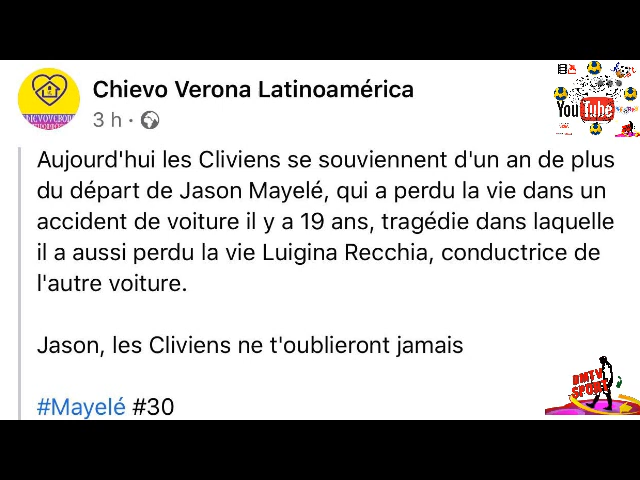 Chievo Verona Latinoamérica
3 h ·
YouTube
Aujourd'hui les Cliviens se souviennent d'un an de plus
du départ de Jason Mayelé, qui a perdu la vie dans un
accident de voiture il y a 19 ans, tragédie dans laquelle
il a aussi perdu la vie Luigina Recchia, conductrice de
l'autre voiture.
Jason, les Cliviens ne t'oublieront jamais
#Mayelé #30
DMTV
SPORT